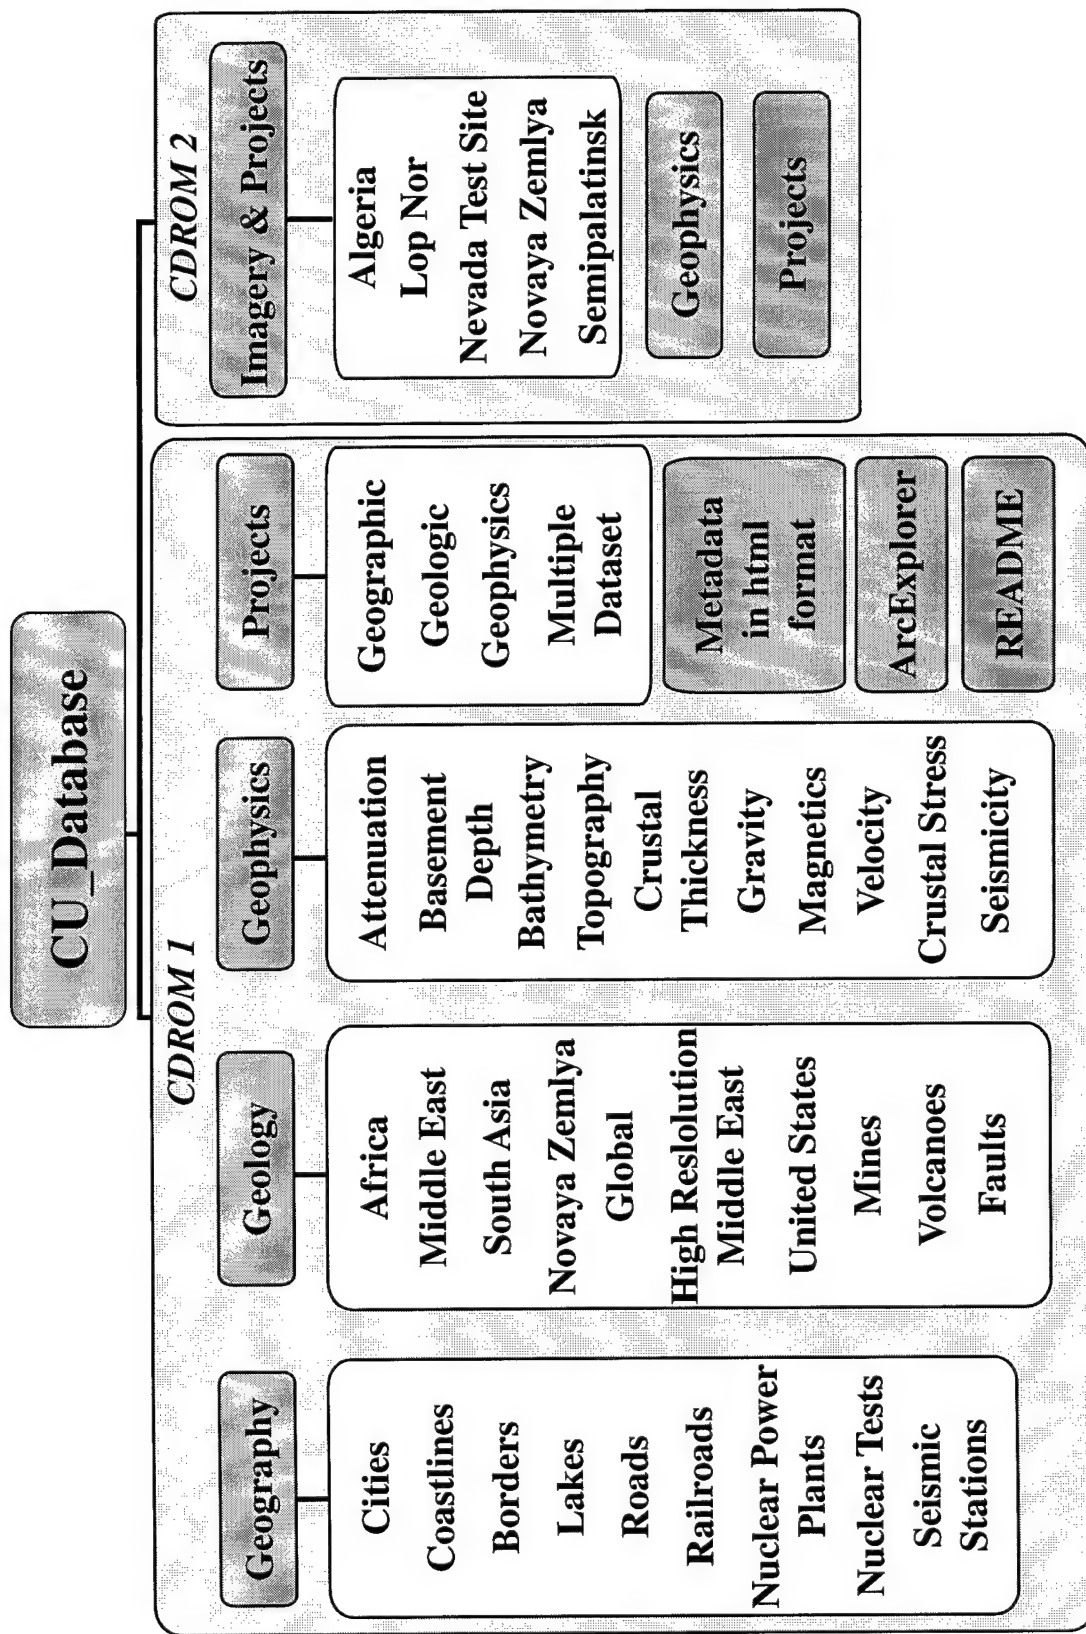 CU_Database
CDROM 1
Geography
Cities
Coastlines
Borders
Lakes
Roads
Railroads
Nuclear Power
Plants
Nuclear Tests
Seismic
Stations
Geology
Africa
Middle East
South Asia
Novaya Zemlya
Global
High Reslolution
Middle East
United States
Mines
Volcanoes
Faults
Geophysics
Attenuation
Basement
Depth
Bathymetry
Topography
Crustal
Thickness
Gravity
Magnetics
Velocity
Crustal Stress
Seismicity
Projects
Geographic
Geologic
Geophysics
Multiple
Dataset
Metadata
in html
format
ArcExplorer
README
CDROM 2
Imagery & Projects
Algeria
Lop Nor
Nevada Test Site
Novaya Zemlya
Semipalatinsk
Geophysics
Projects